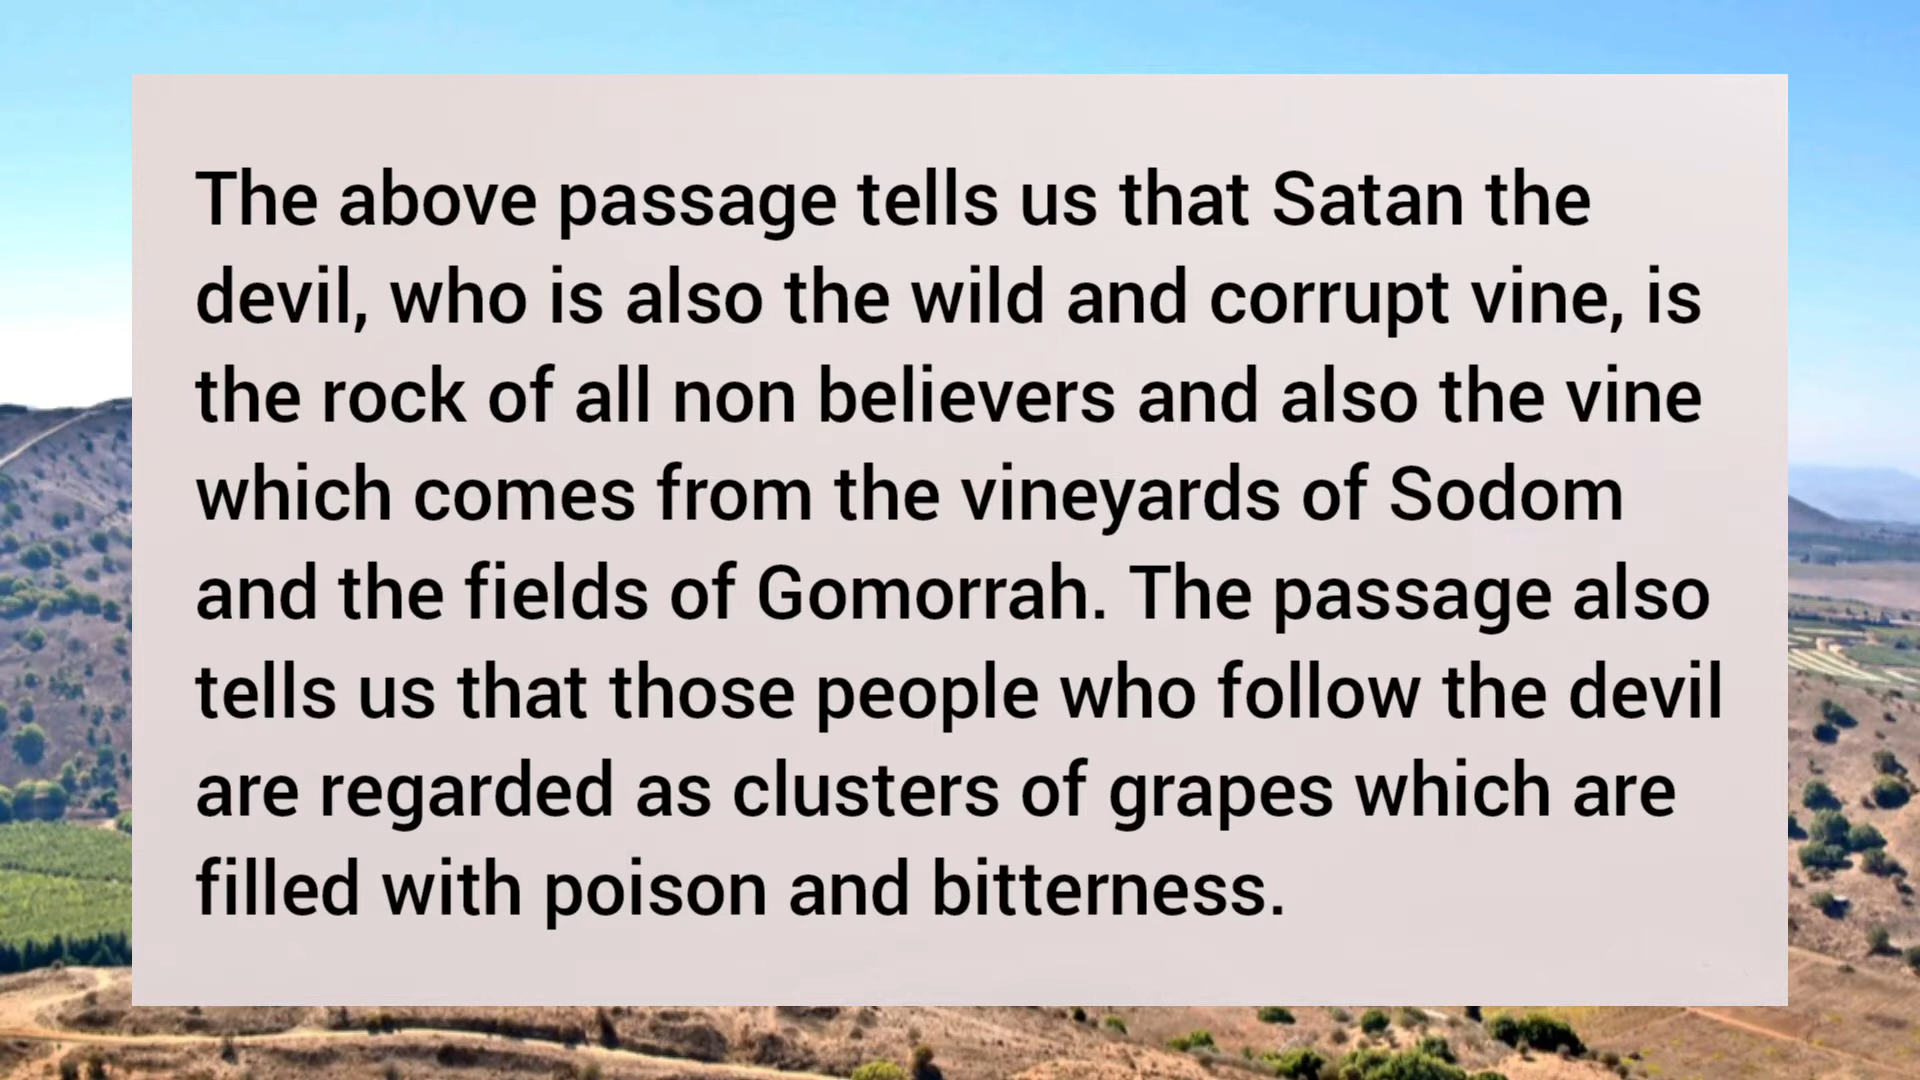 The above passage tells us that Satan the
devil, who is also the wild and corrupt vine, is
the rock of all non believers and also the vine
which comes from the vineyards of Sodom
and the fields of Gomorrah. The passage also
tells us that those people who follow the devil
are regarded as clusters of grapes which are
filled with poison and bitterness.